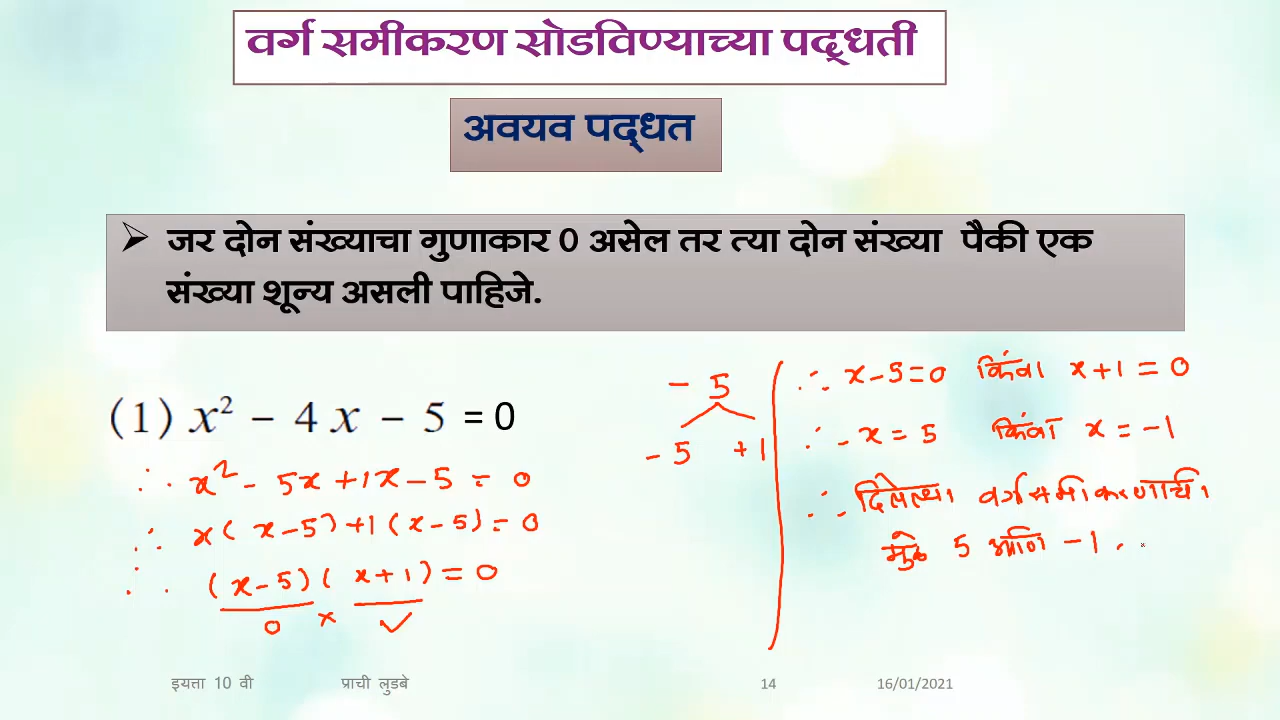 वर्ग समीकरण सोडविण्याच्या पद्धती
अवयव पद्धत
➢ जर दोन संख्याचा गुणाकार 0 असेल तर त्या दोन संख्या पैकी एक
संख्या शून्य असली पाहिजे.
(1) x² − 4x − 5 = 0
∴ x² − 5x + 1x − 5 = 0
∴ x(x−5)+1(x−5) = 0
∴ (x−5)(x+1) = 0
0 × ✓
− 5
− 5 +1
∴ x−5=0 किंवा x+1=0
∴ x = 5 किंवा x = −1
∴ दिलेल्या वर्गसमीकरणाची
मुळे 5 आणि −1 .
इयत्ता 10 वी प्राची लुडबे 14 16/01/2021